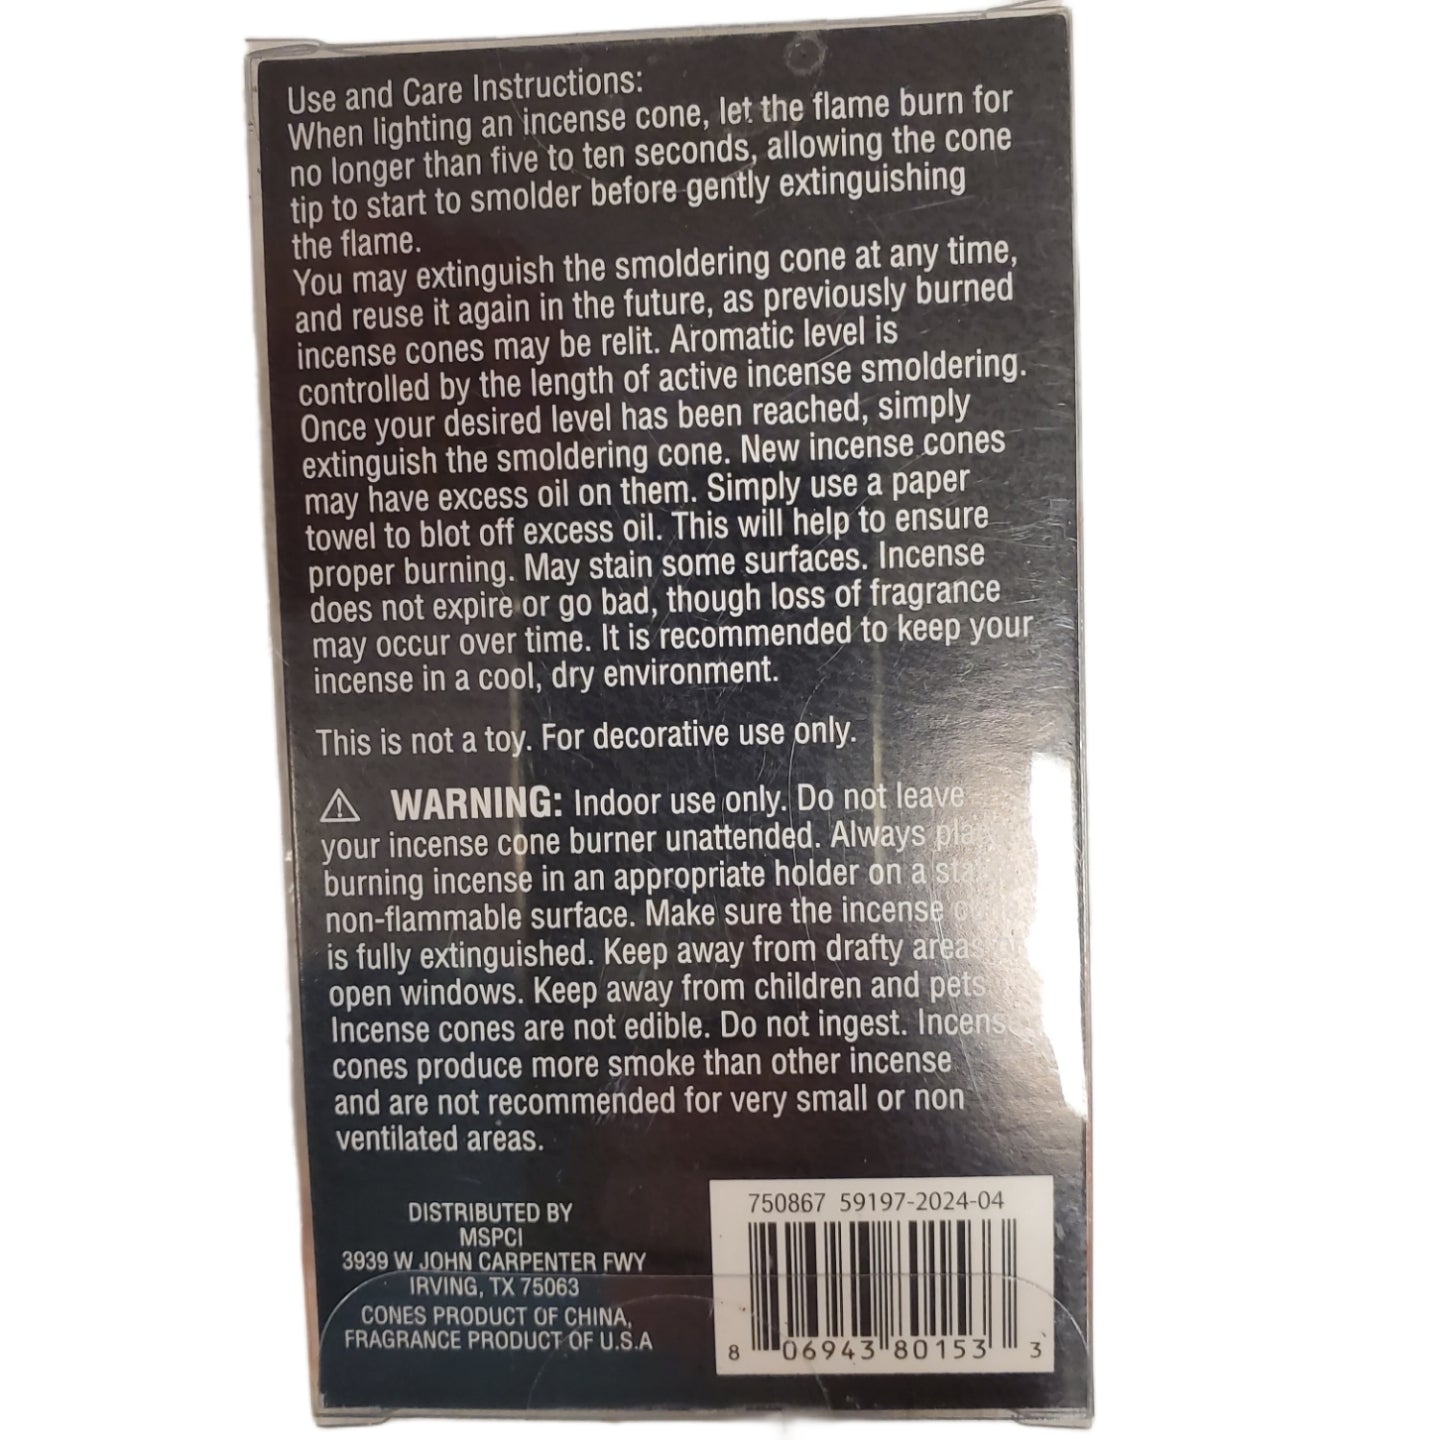 Use and Care Instructions:
When lighting an incense cone, let the flame burn for
no longer than five to ten seconds, allowing the cone
tip to start to smolder before gently extinguishing
the flame.
You may extinguish the smoldering cone at any time,
and reuse it again in the future, as previously burned
incense cones may be relit. Aromatic level is
controlled by the length of active incense smoldering.
Once your desired level has been reached, simply
extinguish the smoldering cone. New incense cones
may have excess oil on them. Simply use a paper
towel to blot off excess oil. This will help to ensure
proper burning. May stain some surfaces. Incense
does not expire or go bad, though loss of fragrance
may occur over time. It is recommended to keep your
incense in a cool, dry environment.
This is not a toy. For decorative use only.
⚠ WARNING: Indoor use only. Do not leave
your incense cone burner unattended. Always
burning incense in an appropriate holder on a
non-flammable surface. Make sure the incense
is fully extinguished. Keep away from drafty areas
open windows. Keep away from children and pets
Incense cones are not edible. Do not ingest. Incense
cones produce more smoke than other incense
and are not recommended for very small or non
ventilated areas.
DISTRIBUTED BY
MSPCI
3939 W JOHN CARPENTER FWY
IRVING, TX 75063
CONES PRODUCT OF CHINA,
FRAGRANCE PRODUCT OF U.S.A
750867 59197-2024-04
8 06943 80153 3